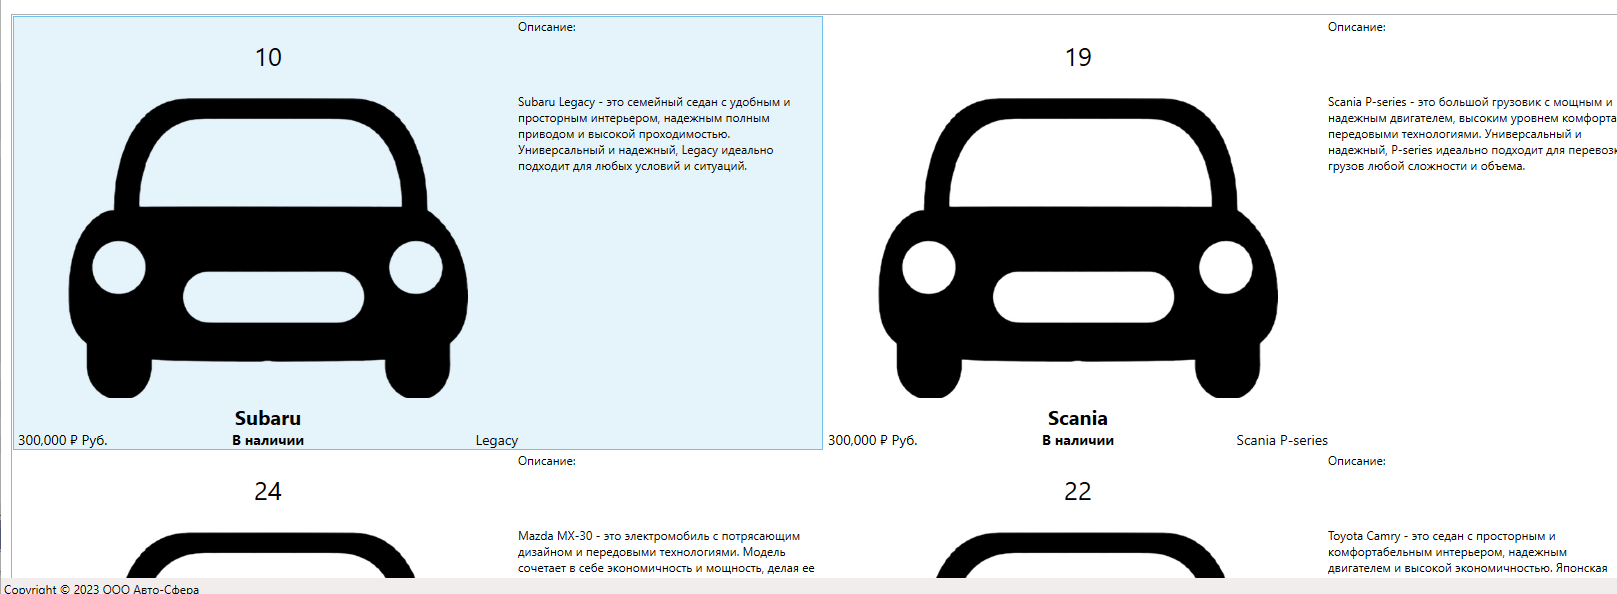 10
Описание:
Subaru Legacy - это семейный седан с удобным и
просторным интерьером, надежным полным
приводом и высокой проходимостью.
Универсальный и надежный, Legacy идеально
подходит для любых условий и ситуаций.
Subaru
300,000 ₽ Руб.
В наличии
Legacy
19
Описание:
Scania P-series - это большой грузовик с мощным и
надежным двигателем, высоким уровнем комфорта
передовыми технологиями. Универсальный и
надежный, P-series идеально подходит для перевозк
грузов любой сложности и объема.
Scania
300,000 ₽ Руб.
В наличии
Scania P-series
24
Описание:
Mazda MX-30 - это электромобиль с потрясающим
дизайном и передовыми технологиями. Модель
сочетает в себе экономичность и мощность, делая ее
22
Описание:
Toyota Camry - это седан с просторным и
комфортабельным интерьером, надежным
двигателем и высокой экономичностью. Японская
Copyright © 2023 ООО Авто-Сфера